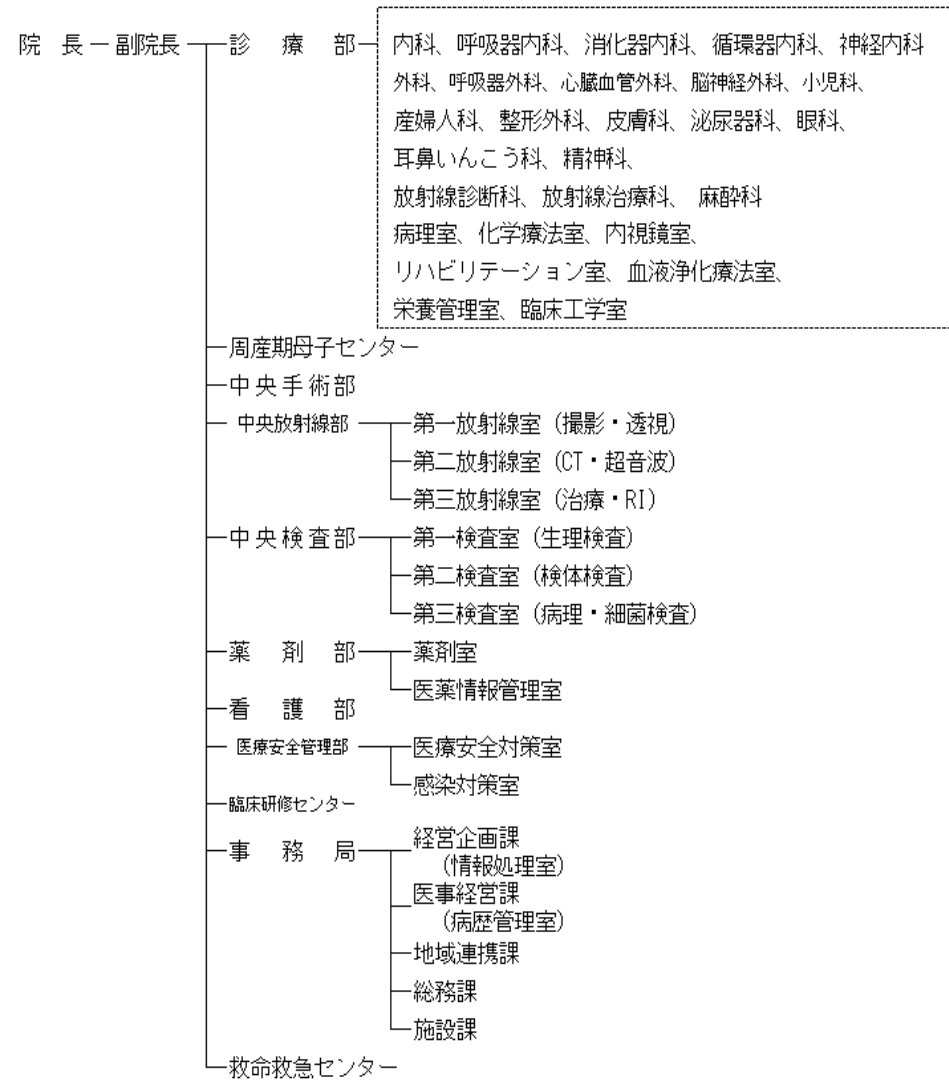 院長 副院長 診療部 内科、呼吸器内科、消化器内科、循環器内科、神経内科
外科、呼吸器外科、心臓血管外科、脳神経外科、小児科、
産婦人科、整形外科、皮膚科、泌尿器科、眼科、
耳鼻いんこう科、精神科、
放射線診断科、放射線治療科、麻酔科
病理室、化学療法室、内視鏡室、
リハビリテーション室、血液浄化療法室、
栄養管理室、臨床工学室
周産期母子センター
中央手術部
中央放射線部 第一放射線室（撮影・透視）
第二放射線室（CT・超音波）
第三放射線室（治療・RI）
中央検査部 第一検査室（生理検査）
第二検査室（検体検査）
第三検査室（病理・細菌検査）
薬剤部 薬剤室
医薬情報管理室
看護部
医療安全管理部 医療安全対策室
感染対策室
臨床研修センター
事務局 経営企画課
（情報処理室）
医事経営課
（病歴管理室）
地域連携課
総務課
施設課
救命救急センター